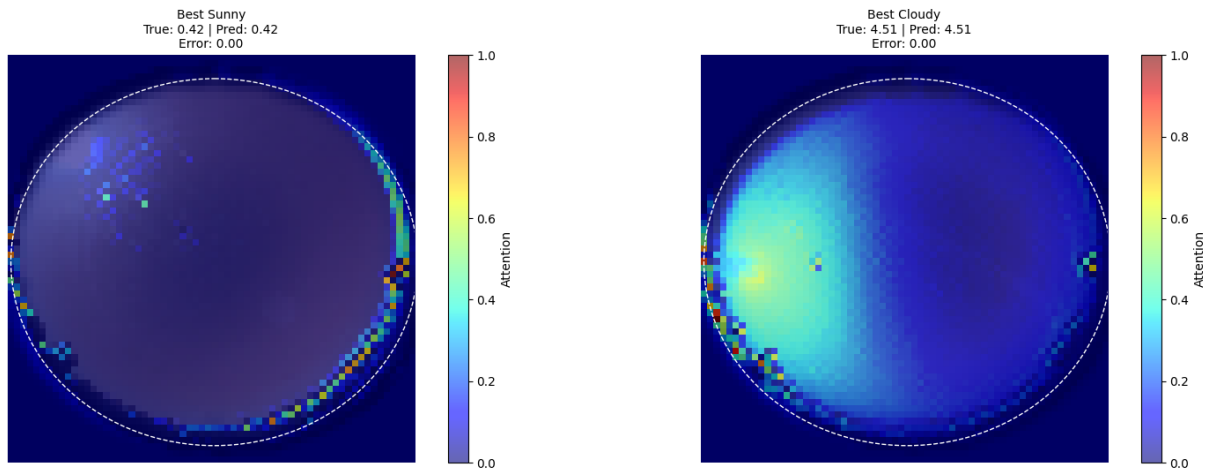 Best Sunny
True: 0.42 | Pred: 0.42
Error: 0.00
1.0
0.8
0.6
0.4
0.2
0.0
Attention
Best Cloudy
True: 4.51 | Pred: 4.51
Error: 0.00
1.0
0.8
0.6
0.4
0.2
0.0
Attention